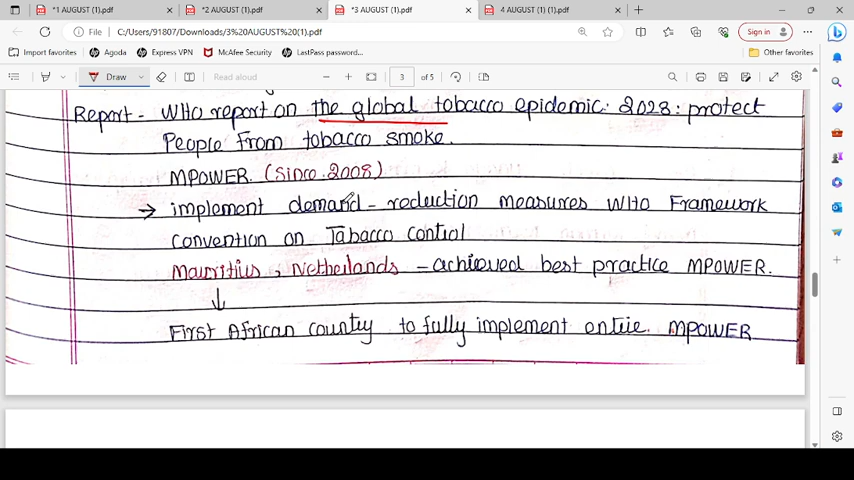 *1 AUGUST (1).pdf
*2 AUGUST (1).pdf
*3 AUGUST (1).pdf
4 AUGUST (1).pdf
File C:/Users/91807/Downloads/3%20AUGUST%20(1).pdf
Sign in
Import favorites
Agoda
Express VPN
McAfee Security
LastPass password...
Other favorites
Draw
Read aloud
3 of 5
Report - WHO report on the global tobacco epidemic. 2023: protect
People from tobacco smoke.
MPOWER. (Since.2008)
→ implement demand-reduction measures WHO Framework
Convention on Tabacco control
Mauritius, Netherlands - achieved best practice MPOWER.
↓
First African country to fully implement entire. MPOWER